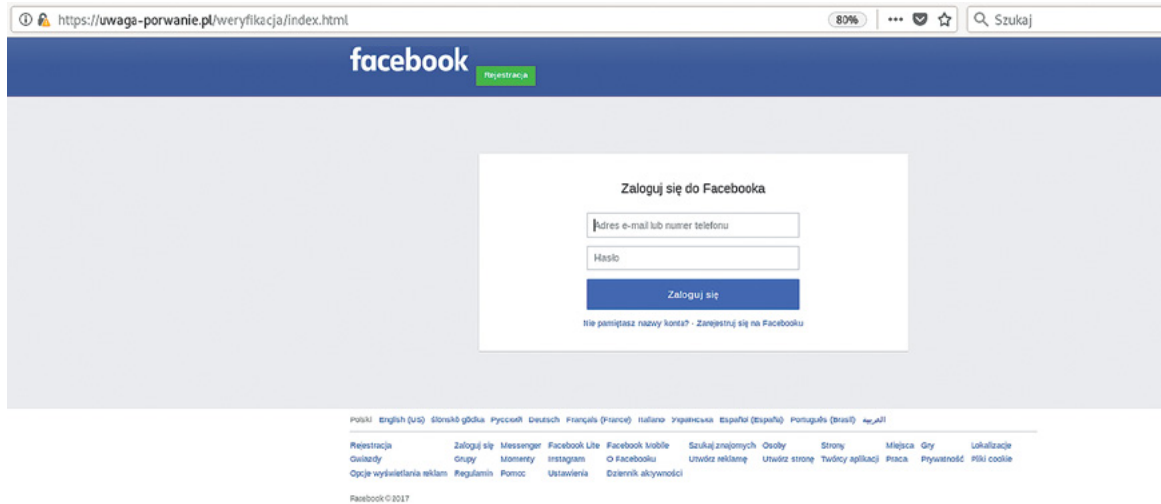 https://uwaga-porwanie.pl/weryfikacja/index.html 80% Szukaj
facebook Rejestracja
Zaloguj się do Facebooka
Adres e-mail lub numer telefonu
Hasło
Zaloguj się
Nie pamiętasz nazwy konta? · Zarejestruj się na Facebooku
Polski English (US) ślōnskŏ gŏdka Русский Deutsch Français (France) Italiano Українська Español (España) Português (Brasil) العربية
Rejestracja Zaloguj się Messenger Facebook Lite Facebook Mobile Szukaj znajomych Osoby Strony Miejsca Gry Lokalizacje
Gwiazdy Grupy Momenty Instagram O Facebooku Utwórz reklamę Utwórz stronę Twórcy aplikacji Praca Prywatność Pliki cookie
Opcje wyświetlania reklam Regulamin Pomoc Ustawienia Dziennik aktywności
Facebook © 2017